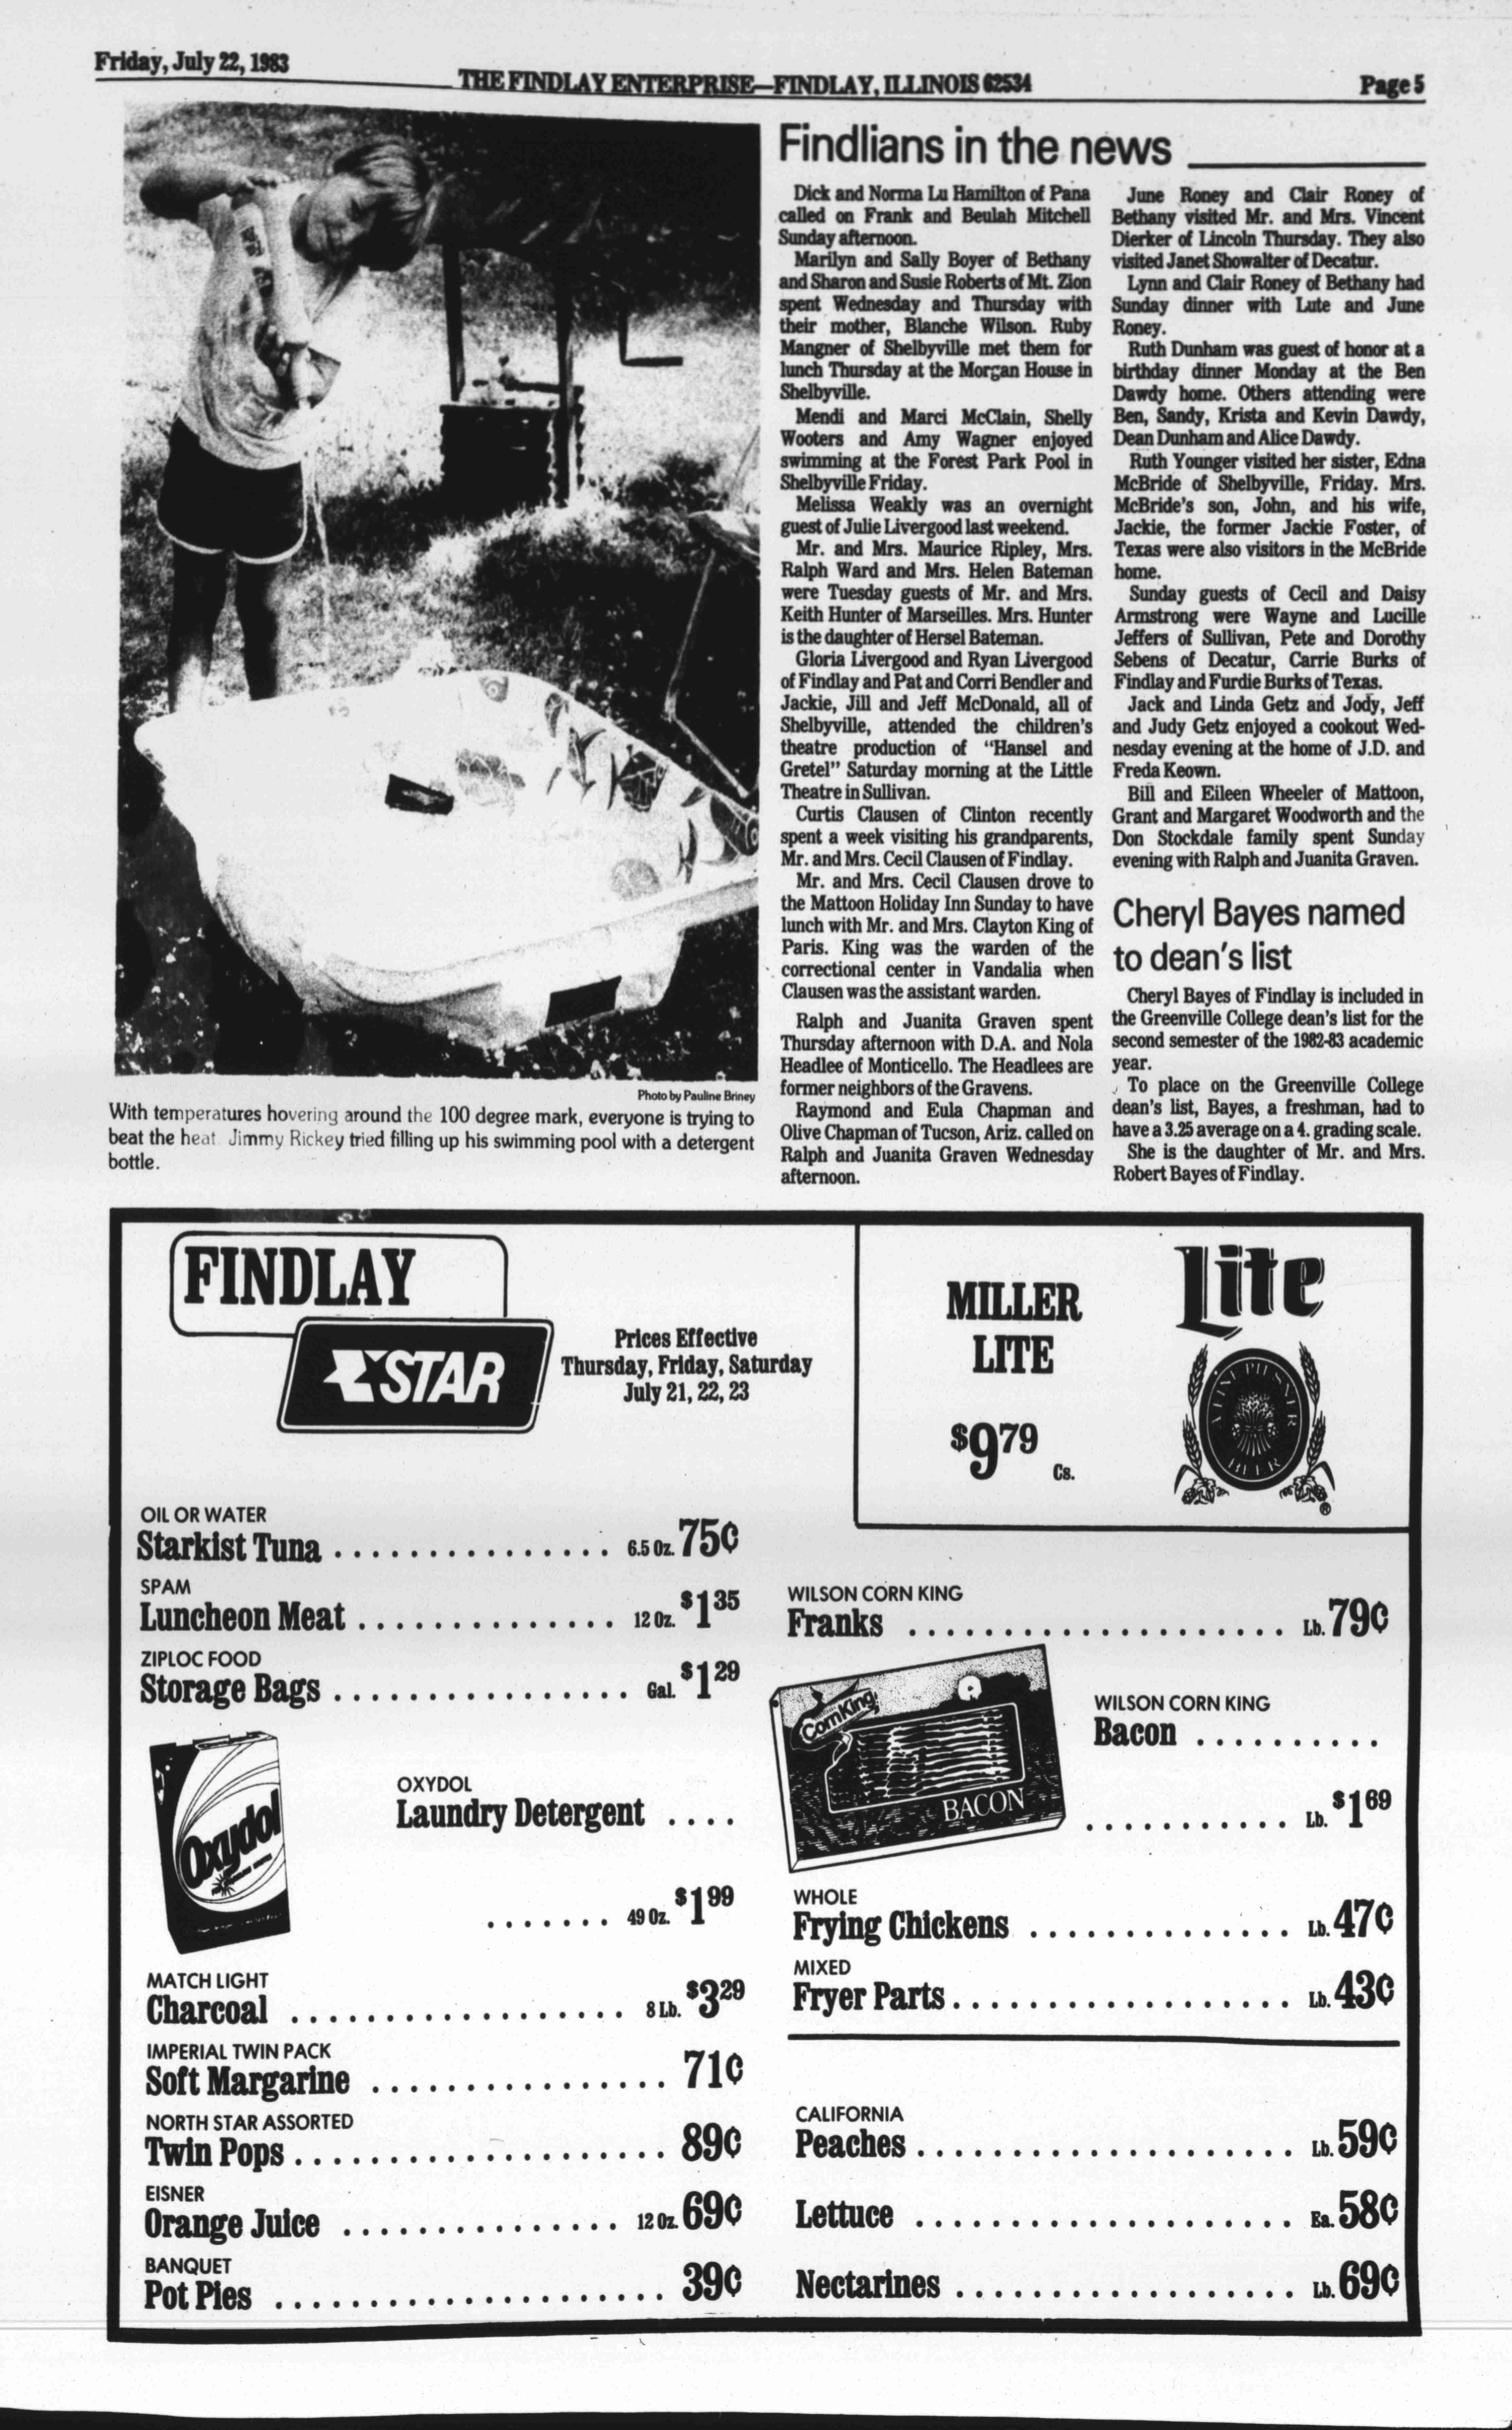 Friday, July 22, 1983
THE FINDLAY ENTERPRISE—FINDLAY, ILLINOIS 62534
Page 5
Photo by Pauline Briney
With temperatures hovering around the 100 degree mark, everyone is trying to
beat the heat. Jimmy Rickey tried filling up his swimming pool with a detergent
bottle.
Findlians in the news
Dick and Norma Lu Hamilton of Pana
called on Frank and Beulah Mitchell
Sunday afternoon.
Marilyn and Sally Boyer of Bethany
and Sharon and Susie Roberts of Mt. Zion
spent Wednesday and Thursday with
their mother, Blanche Wilson. Ruby
Mangner of Shelbyville met them for
lunch Thursday at the Morgan House in
Shelbyville.
Mendi and Marci McClain, Shelly
Wooters and Amy Wagner enjoyed
swimming at the Forest Park Pool in
Shelbyville Friday.
Melissa Weakly was an overnight
guest of Julie Livergood last weekend.
Mr. and Mrs. Maurice Ripley, Mrs.
Ralph Ward and Mrs. Helen Bateman
were Tuesday guests of Mr. and Mrs.
Keith Hunter of Marseilles. Mrs. Hunter
is the daughter of Hersel Bateman.
Gloria Livergood and Ryan Livergood
of Findlay and Pat and Corri Bendler and
Jackie, Jill and Jeff McDonald, all of
Shelbyville, attended the children's
theatre production of "Hansel and
Gretel" Saturday morning at the Little
Theatre in Sullivan.
Curtis Clausen of Clinton recently
spent a week visiting his grandparents,
Mr. and Mrs. Cecil Clausen of Findlay.
Mr. and Mrs. Cecil Clausen drove to
the Mattoon Holiday Inn Sunday to have
lunch with Mr. and Mrs. Clayton King of
Paris. King was the warden of the
correctional center in Vandalia when
Clausen was the assistant warden.
Ralph and Juanita Graven spent
Thursday afternoon with D.A. and Nola
Headlee of Monticello. The Headlees are
former neighbors of the Gravens.
Raymond and Eula Chapman and
Olive Chapman of Tucson, Ariz. called on
Ralph and Juanita Graven Wednesday
afternoon.
June Roney and Clair Roney of
Bethany visited Mr. and Mrs. Vincent
Dierker of Lincoln Thursday. They also
visited Janet Showalter of Decatur.
Lynn and Clair Roney of Bethany had
Sunday dinner with Lute and June
Roney.
Ruth Dunham was guest of honor at a
birthday dinner Monday at the Ben
Dawdy home. Others attending were
Ben, Sandy, Krista and Kevin Dawdy,
Dean Dunham and Alice Dawdy.
Ruth Younger visited her sister, Edna
McBride of Shelbyville, Friday. Mrs.
McBride's son, John, and his wife,
Jackie, the former Jackie Foster, of
Texas were also visitors in the McBride
home.
Sunday guests of Cecil and Daisy
Armstrong were Wayne and Lucille
Jeffers of Sullivan, Pete and Dorothy
Sebens of Decatur, Carrie Burks of
Findlay and Furdie Burks of Texas.
Jack and Linda Getz and Jody, Jeff
and Judy Getz enjoyed a cookout Wed-
nesday evening at the home of J.D. and
Freda Keown.
Bill and Eileen Wheeler of Mattoon,
Grant and Margaret Woodworth and the
Don Stockdale family spent Sunday
evening with Ralph and Juanita Graven.
Cheryl Bayes named
to dean's list
Cheryl Bayes of Findlay is included in
the Greenville College dean's list for the
second semester of the 1982-83 academic
year.
To place on the Greenville College
dean's list, Bayes, a freshman, had to
have a 3.25 average on a 4. grading scale.
She is the daughter of Mr. and Mrs.
Robert Bayes of Findlay.
FINDLAY
STAR
Prices Effective
Thursday, Friday, Saturday
July 21, 22, 23
MILLER
LITE
$9 79 Cs.
Lite
A FINE PILSNER
BEER
®
OIL OR WATER
Starkist Tuna . . . . . . . . . . . . . . . 6.5 Oz. 75¢
SPAM
Luncheon Meat . . . . . . . . . . . . . . 12 Oz. $1 35
ZIPLOC FOOD
Storage Bags . . . . . . . . . . . . . . . . Gal. $1 29
Oxydol
OXYDOL
Laundry Detergent . . . .
. . . . . . . 49 Oz. $1 99
MATCH LIGHT
Charcoal . . . . . . . . . . . . . . . . . . 8 Lb. $3 29
IMPERIAL TWIN PACK
Soft Margarine . . . . . . . . . . . . . . . . 71¢
NORTH STAR ASSORTED
Twin Pops . . . . . . . . . . . . . . . . . . . . 89¢
EISNER
Orange Juice . . . . . . . . . . . . . . . 12 Oz. 69¢
BANQUET
Pot Pies . . . . . . . . . . . . . . . . . . . . . 39¢
WILSON CORN KING
Franks . . . . . . . . . . . . . . . . . . . . Lb. 79¢
Corn King
BACON
WILSON CORN KING
Bacon . . . . . . . . . .
. . . . . . . . . . . Lb. $1 69
WHOLE
Frying Chickens . . . . . . . . . . . . . . Lb. 47¢
MIXED
Fryer Parts . . . . . . . . . . . . . . . . . . Lb. 43¢
CALIFORNIA
Peaches . . . . . . . . . . . . . . . . . . . . Lb. 59¢
Lettuce . . . . . . . . . . . . . . . . . . . . Ea. 58¢
Nectarines . . . . . . . . . . . . . . . . . . Lb. 69¢